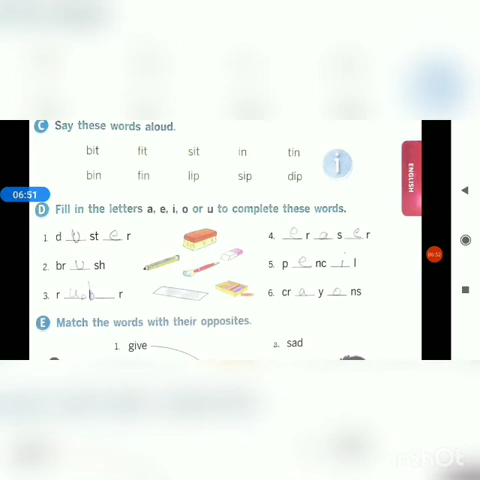 C Say these words aloud.
bit fit sit in tin
bin fin lip sip dip
i
ENGLISH
06:51
06:52
D Fill in the letters a, e, i, o or u to complete these words.
1. d u st e r
2. br u sh
3. r u b r
4. e r a s e r
5. p e nc i l
6. cr a y o ns
E Match the words with their opposites.
1. give
a. sad